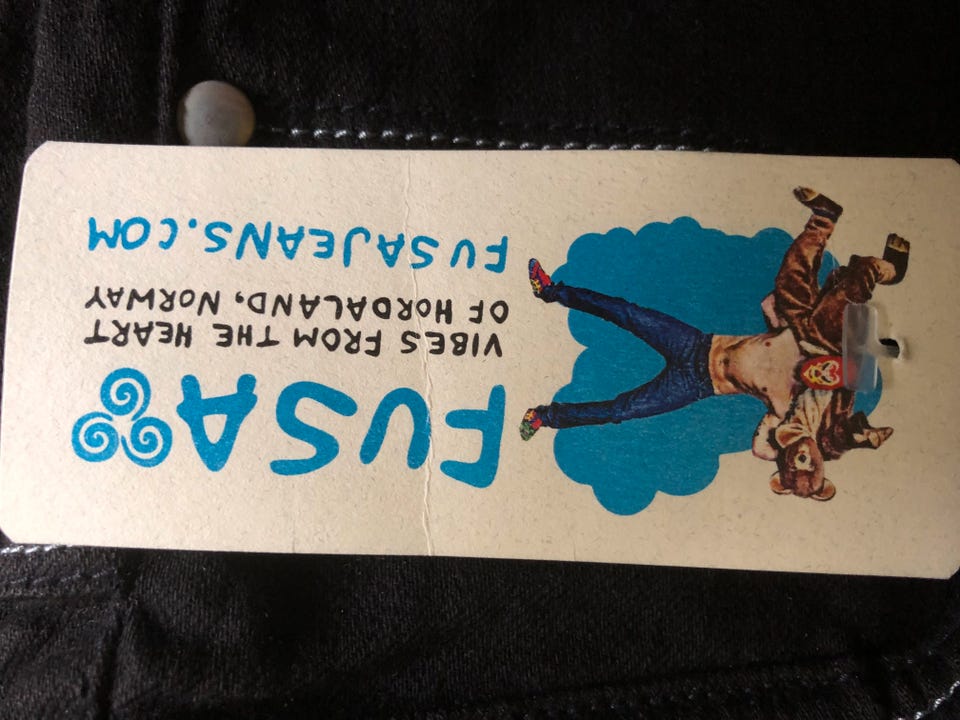 FUSA
VIBES FROM THE HEART
OF HORDALAND, NORWAY
FUSAJEANS.COM